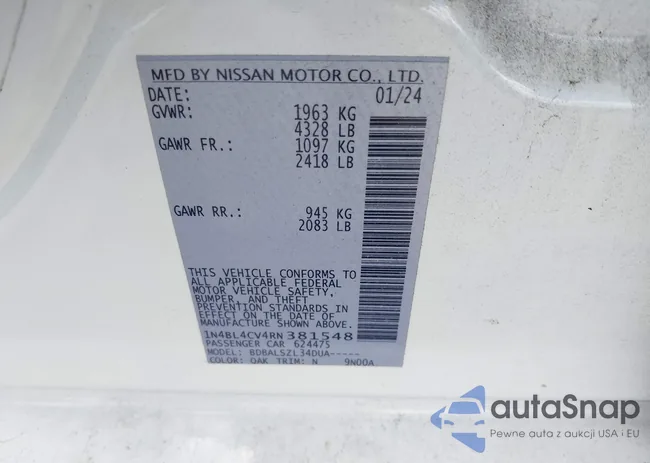 MFD BY NISSAN MOTOR CO., LTD.
DATE: 01/24
GVWR: 1963 KG
4328 LB
GAWR FR.: 1097 KG
2418 LB
GAWR RR.: 945 KG
2083 LB
THIS VEHICLE CONFORMS TO
ALL APPLICABLE FEDERAL
MOTOR VEHICLE SAFETY,
BUMPER, AND THEFT
PREVENTION STANDARDS IN
EFFECT ON THE DATE OF
MANUFACTURE SHOWN ABOVE.
1N4BL4CV4RN381548
PASSENGER CAR 624475
MODEL: BDBALSZL34DUA-----
COLOR: QAK TRIM: N 9N00A
autaSnap
Pewne auta z aukcji USA i EU